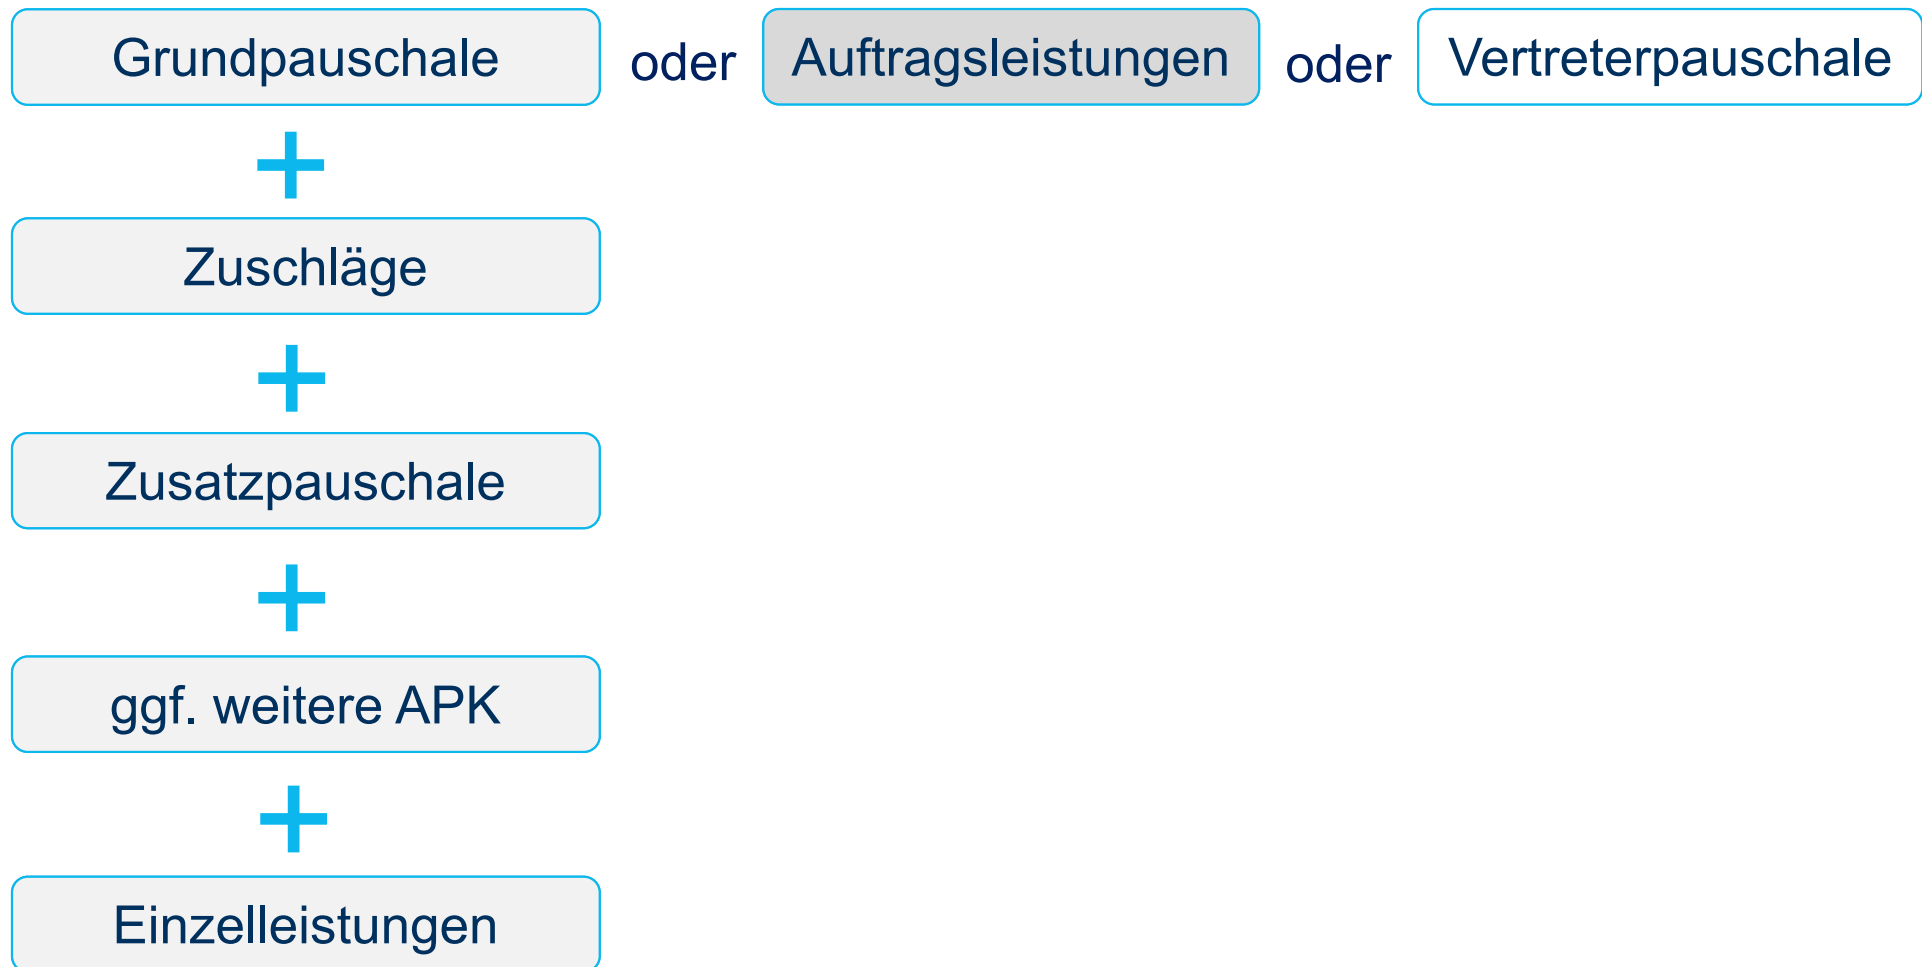 Grundpauschale oder Auftragsleistungen oder Vertreterpauschale
+
Zuschläge
+
Zusatzpauschale
+
ggf. weitere APK
+
Einzelleistungen